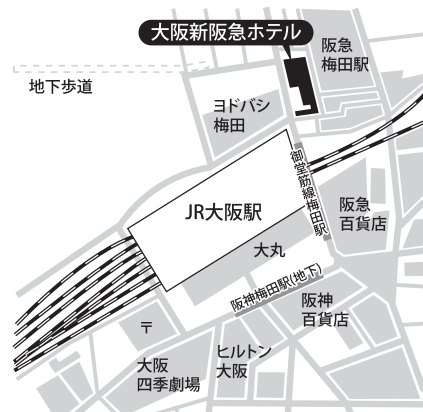 大阪新阪急ホテル
阪急
梅田駅
地下歩道
ヨドバシ
梅田
御堂筋線梅田駅
JR大阪駅
阪急
百貨店
大丸
阪神梅田駅(地下)
阪神
百貨店
〒
ヒルトン
大阪
大阪
四季劇場